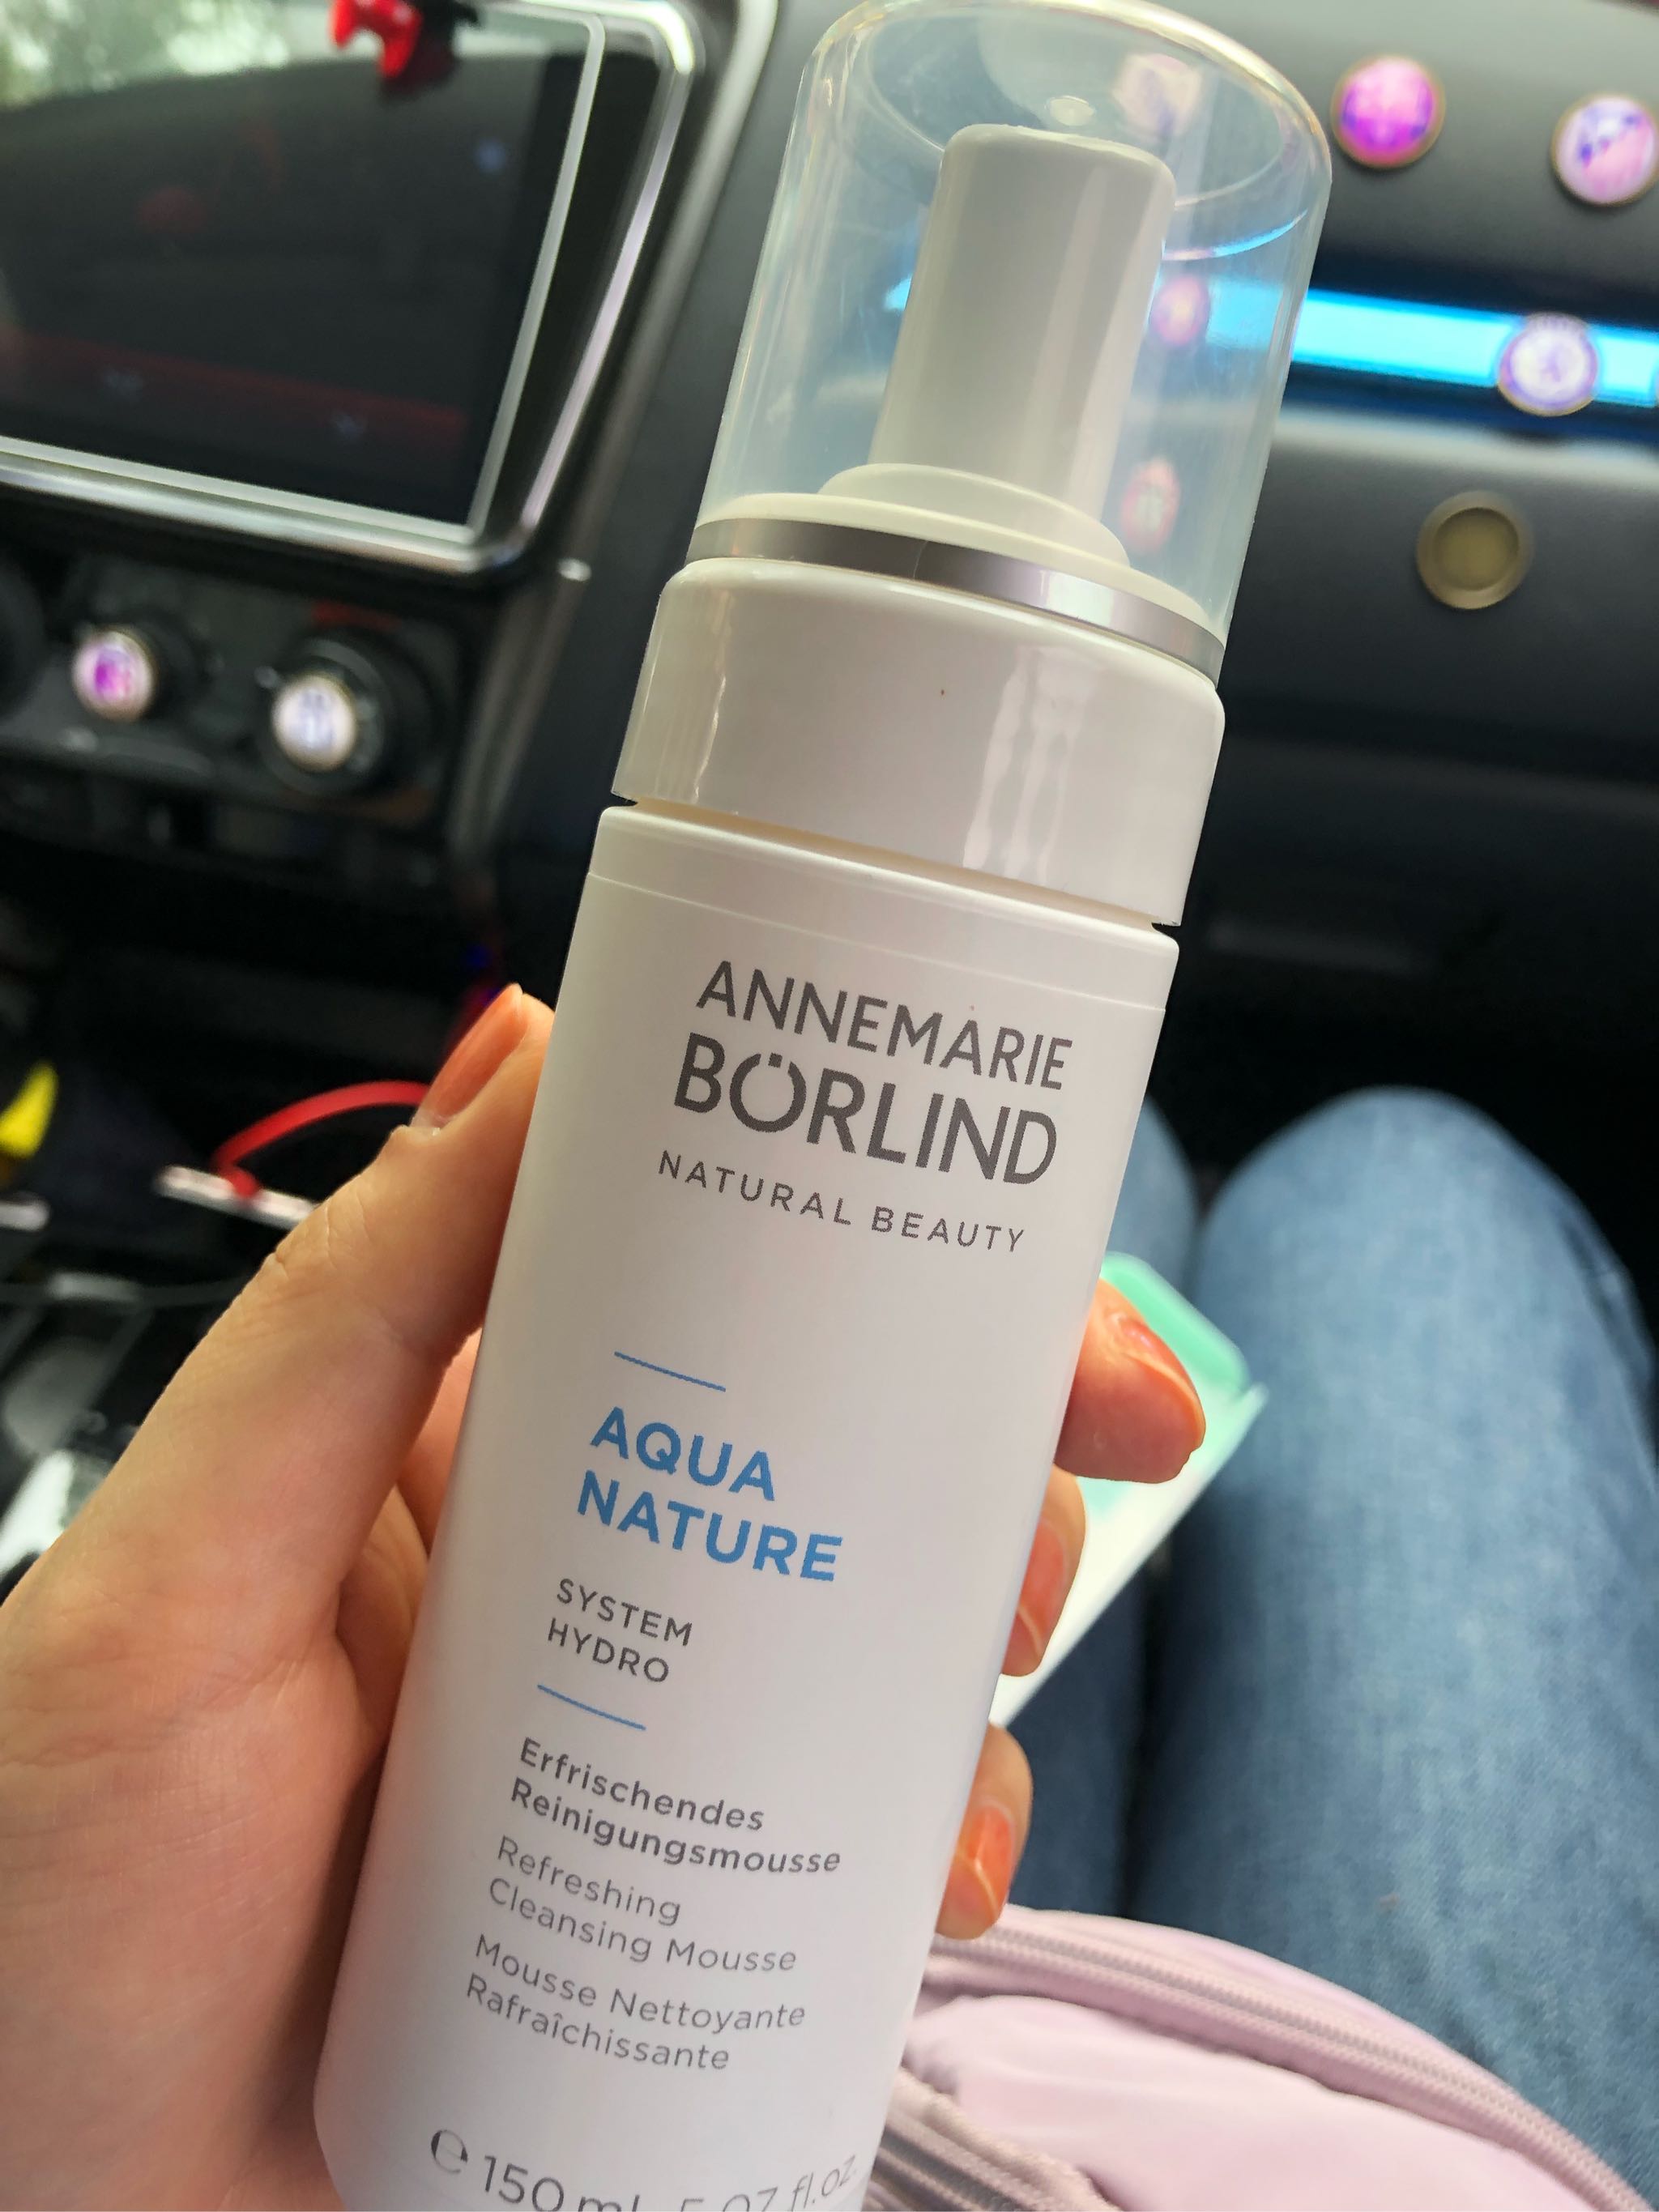 ANNEMARIE
BÖRLIND
NATURAL BEAUTY
AQUA
NATURE
SYSTEM
HYDRO
Erfrischendes
Reinigungsmousse
Refreshing
Cleansing Mousse
Mousse Nettoyante
Rafraîchissante
℮ 150 ml 5.07 fl.oz.